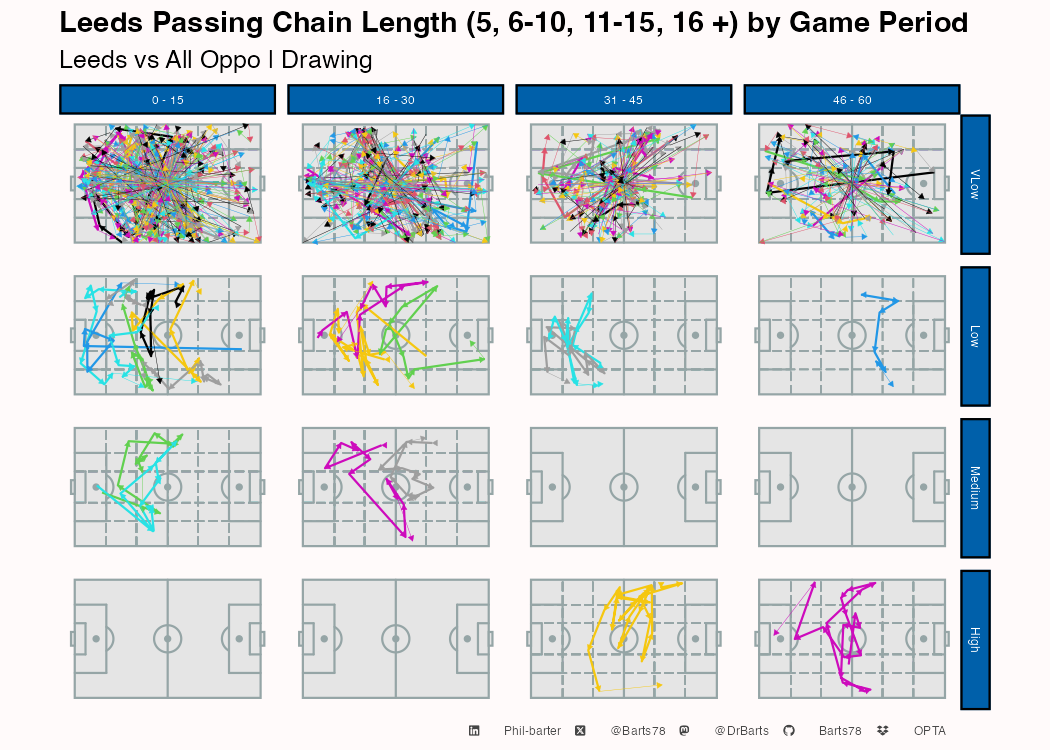 Leeds Passing Chain Length (5, 6-10, 11-15, 16 +) by Game Period
Leeds vs All Oppo I Drawing
0 - 15 16 - 30 31 - 45 46 - 60
VLow
Low
Medium
High
Phil-barter @Barts78 @DrBarts Barts78 OPTA